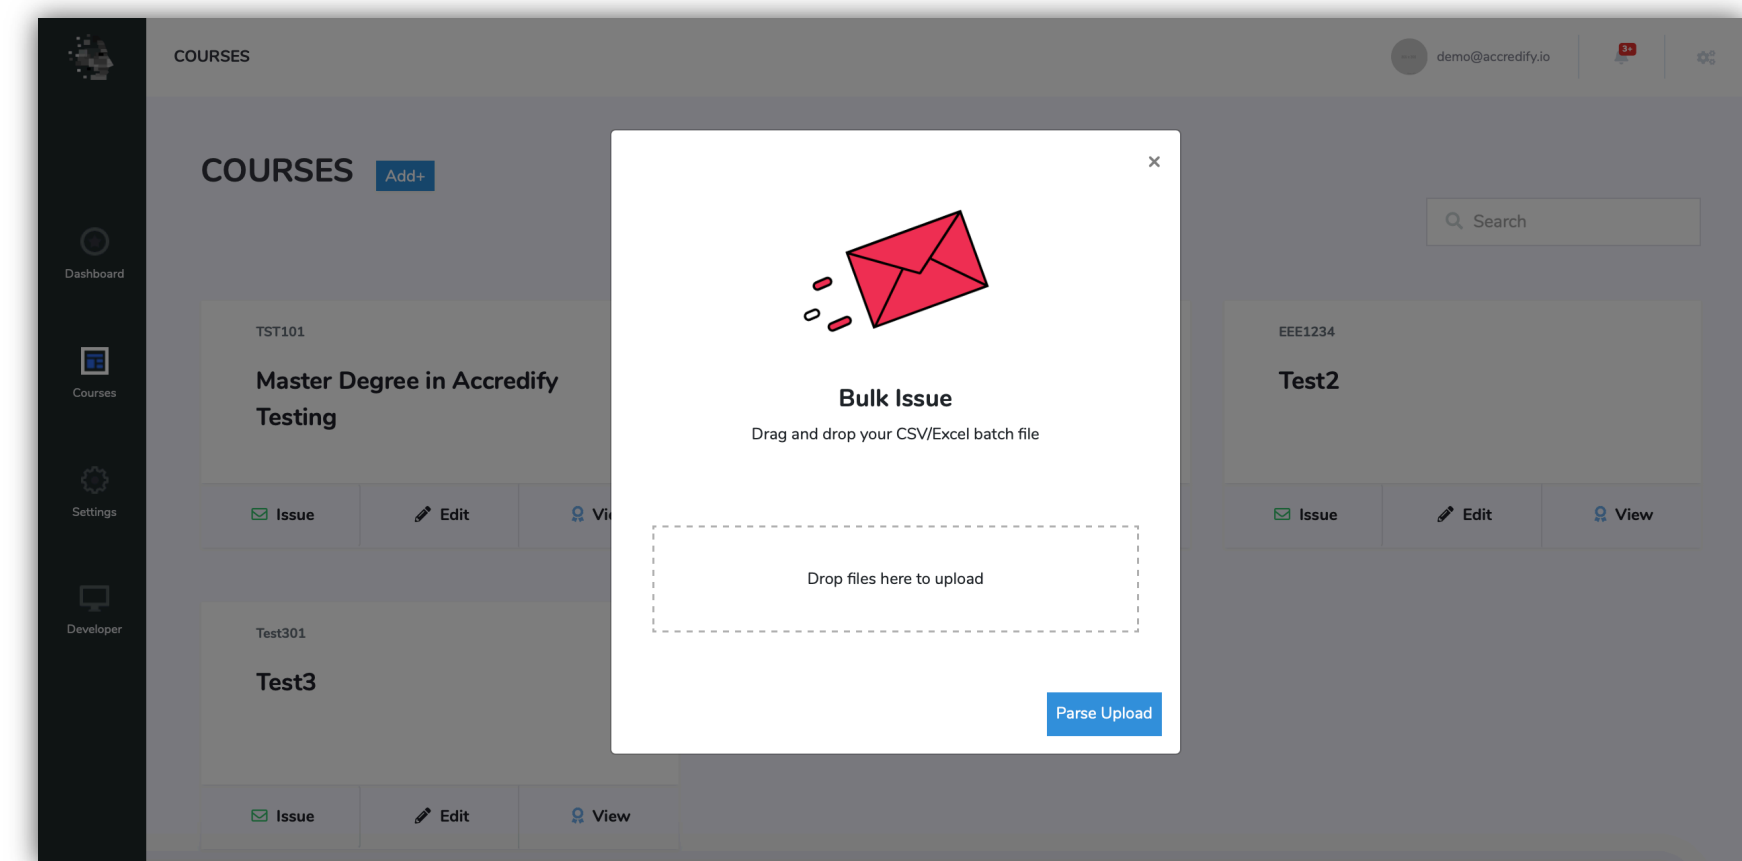 COURSES
demo@accredify.io
3+
COURSES
Add+
Search
Dashboard
Courses
Settings
Developer
TST101
Master Degree in Accredify
Testing
Issue
Edit
EEE1234
Test2
Issue
Edit
View
Test301
Test3
Issue
Edit
View
×
Bulk Issue
Drag and drop your CSV/Excel batch file
Drop files here to upload
Parse Upload